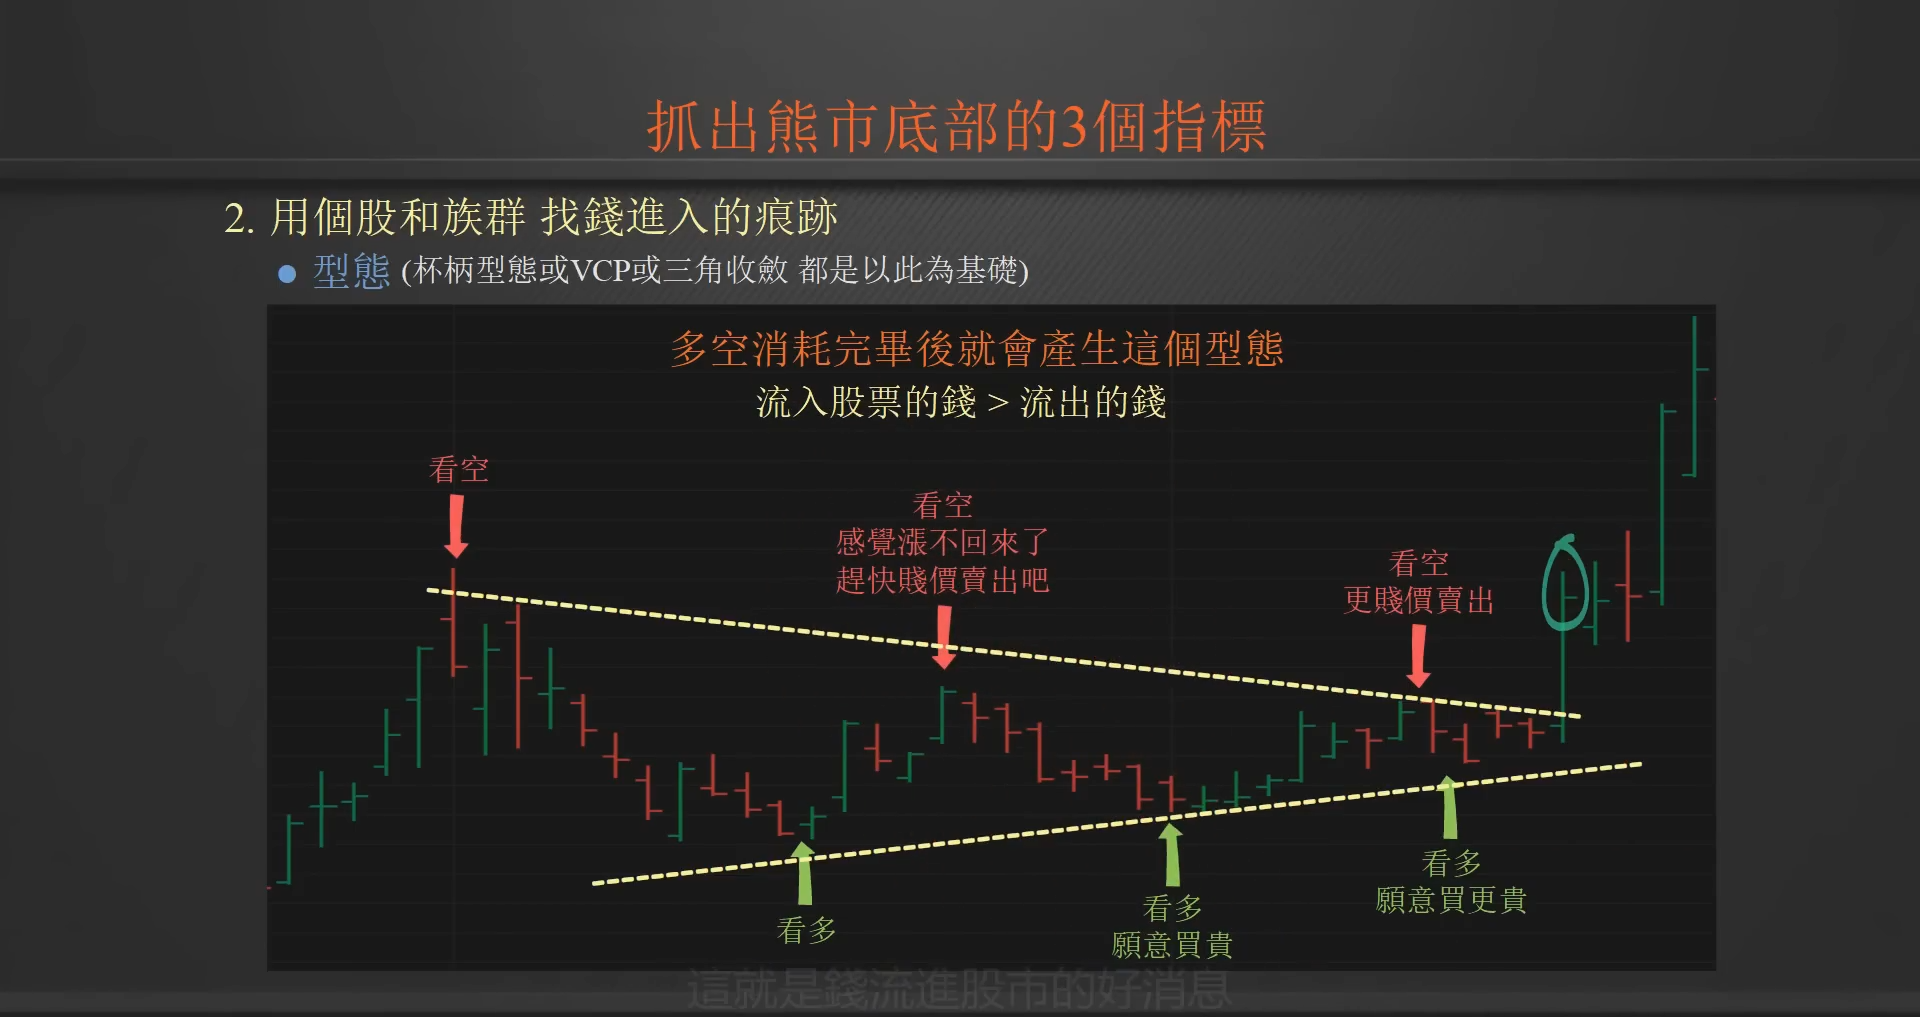 抓出熊市底部的3個指標
2. 用個股和族群 找錢進入的痕跡
型態 (杯柄型態或VCP或三角收斂 都是以此為基礎)
多空消耗完畢後就會產生這個型態
流入股票的錢 > 流出的錢
看空
看空
感覺漲不回來了
趕快賤價賣出吧
看空
更賤價賣出
看多
看多
願意買貴
看多
願意買更貴
這就是錢流進股市的好消息